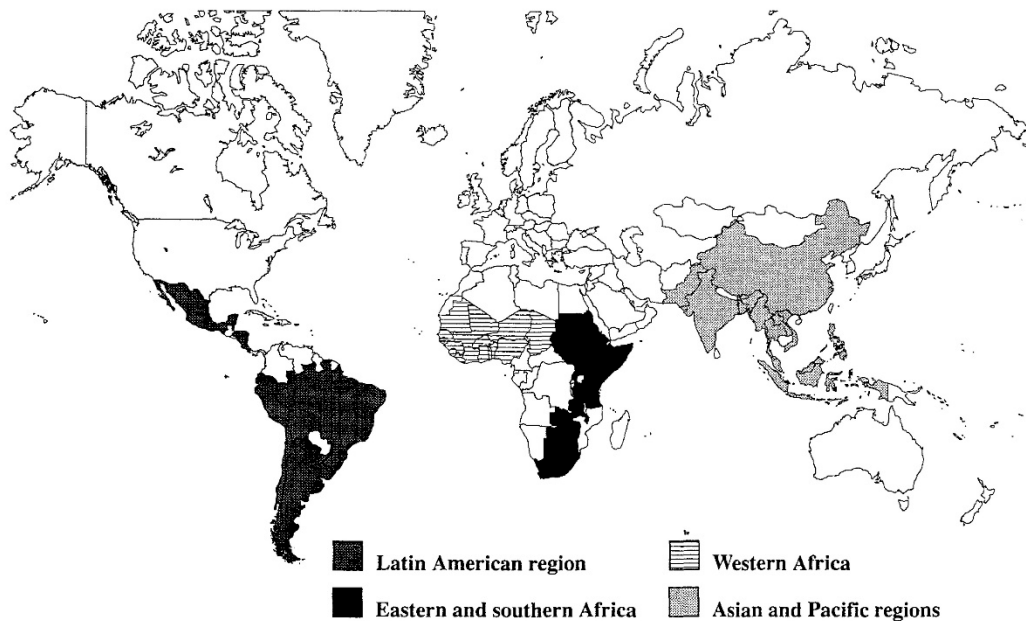 Latin American region
Western Africa
Eastern and southern Africa
Asian and Pacific regions